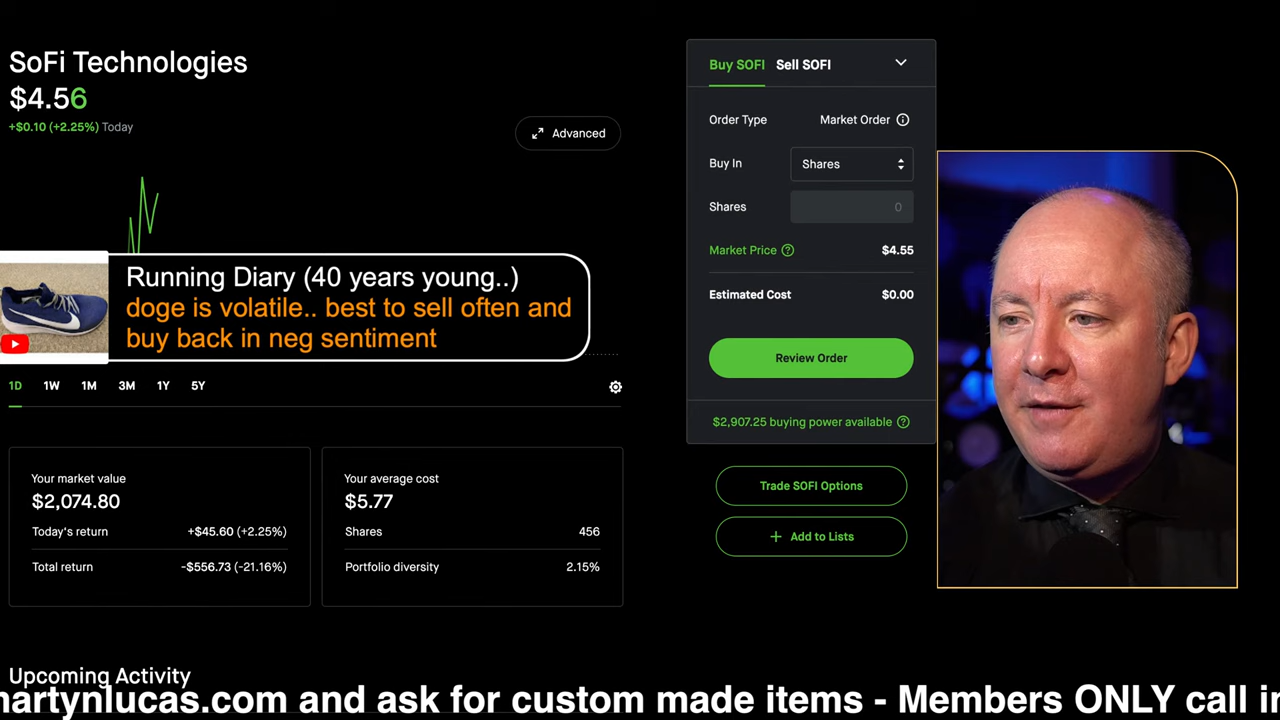 SoFi Technologies
$4.56
+$0.10 (+2.25%) Today
Advanced
Running Diary (40 years young..)
doge is volatile.. best to sell often and
buy back in neg sentiment
1D 1W 1M 3M 1Y 5Y
Your market value
$2,074.80
Today's return +$45.60 (+2.25%)
Total return -$556.73 (-21.16%)
Your average cost
$5.77
Shares 456
Portfolio diversity 2.15%
Buy SOFI Sell SOFI
Order Type Market Order
Buy In Shares
Shares 0
Market Price $4.55
Estimated Cost $0.00
Review Order
$2,907.25 buying power available
Trade SOFI Options
+ Add to Lists
Upcoming Activity
martynlucas.com and ask for custom made items - Members ONLY call in